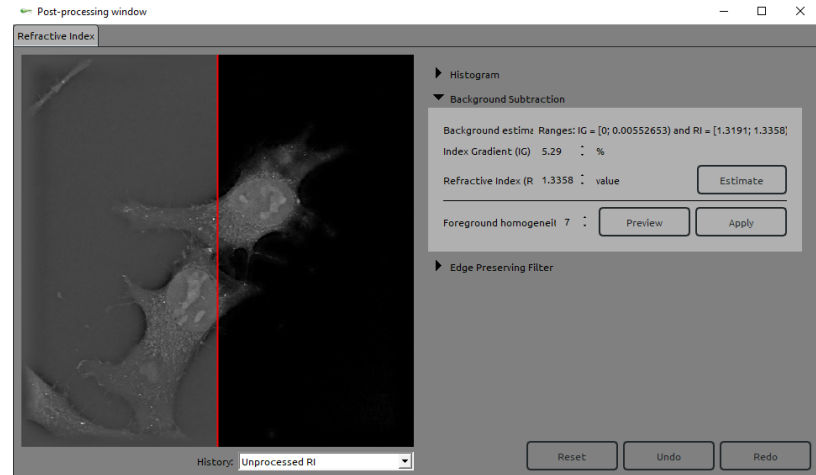 Post-processing window
Refractive Index
Histogram
Background Subtraction
Background estima Ranges: IG = [0; 0.00552653) and RI = [1.3191; 1.3358)
Index Gradient (IG) 5.29 %
Refractive Index (R 1.3358 value Estimate
Foreground homogeneit 7 Preview Apply
Edge Preserving Filter
History: Unprocessed RI
Reset Undo Redo